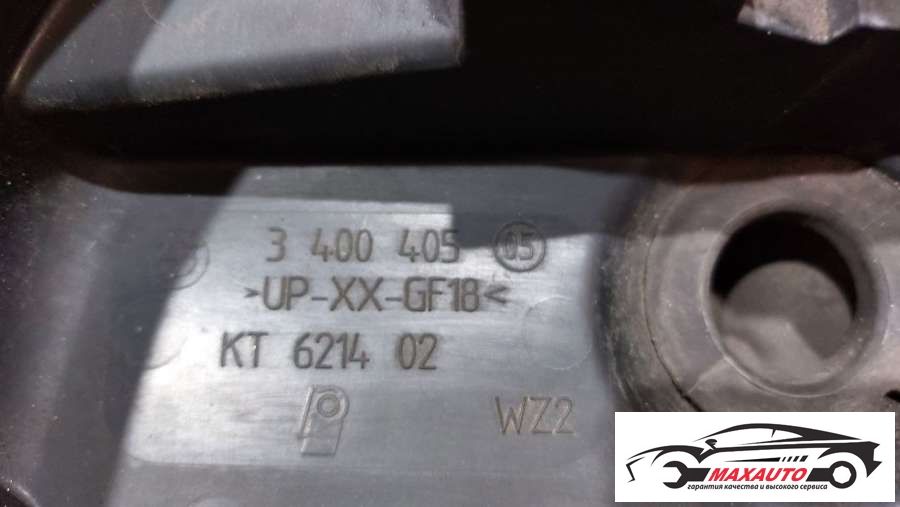 3 400 405 05
>UP-XX-GF18<
KT 6214 02
WZ2
MAXAUTO
гарантия качества и высокого сервиса